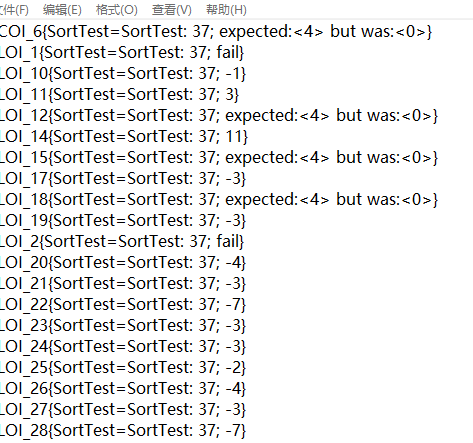 文件(F) 编辑(E) 格式(O) 查看(V) 帮助(H)
COI_6{SortTest=SortTest: 37; expected:<4> but was:<0>}
LOI_1{SortTest=SortTest: 37; fail}
LOI_10{SortTest=SortTest: 37; -1}
LOI_11{SortTest=SortTest: 37; 3}
LOI_12{SortTest=SortTest: 37; expected:<4> but was:<0>}
LOI_14{SortTest=SortTest: 37; 11}
LOI_15{SortTest=SortTest: 37; expected:<4> but was:<0>}
LOI_17{SortTest=SortTest: 37; -3}
LOI_18{SortTest=SortTest: 37; expected:<4> but was:<0>}
LOI_19{SortTest=SortTest: 37; -3}
LOI_2{SortTest=SortTest: 37; fail}
LOI_20{SortTest=SortTest: 37; -4}
LOI_21{SortTest=SortTest: 37; -3}
LOI_22{SortTest=SortTest: 37; -7}
LOI_23{SortTest=SortTest: 37; -3}
LOI_24{SortTest=SortTest: 37; -3}
LOI_25{SortTest=SortTest: 37; -2}
LOI_26{SortTest=SortTest: 37; -4}
LOI_27{SortTest=SortTest: 37; -3}
LOI_28{SortTest=SortTest: 37; -7}